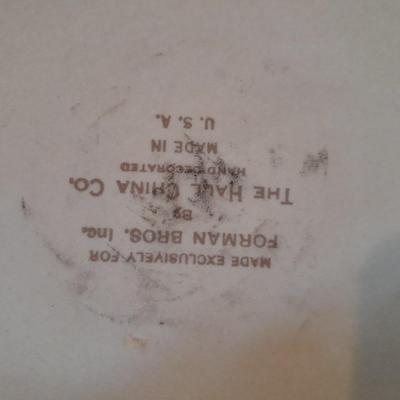 MADE EXCLUSIVELY FOR
FORMAN BROS. Inc.
By
THE HALL CHINA CO.
HAND DECORATED
MADE IN
U. S. A.